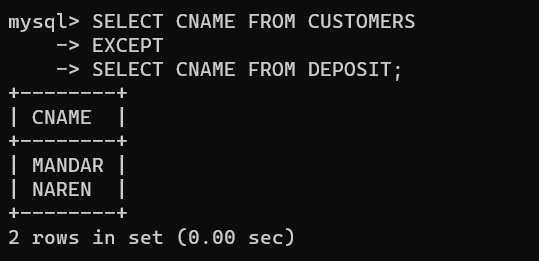 mysql> SELECT CNAME FROM CUSTOMERS
    -> EXCEPT
    -> SELECT CNAME FROM DEPOSIT;
+--------+
| CNAME  |
+--------+
| MANDAR |
| NAREN  |
+--------+
2 rows in set (0.00 sec)